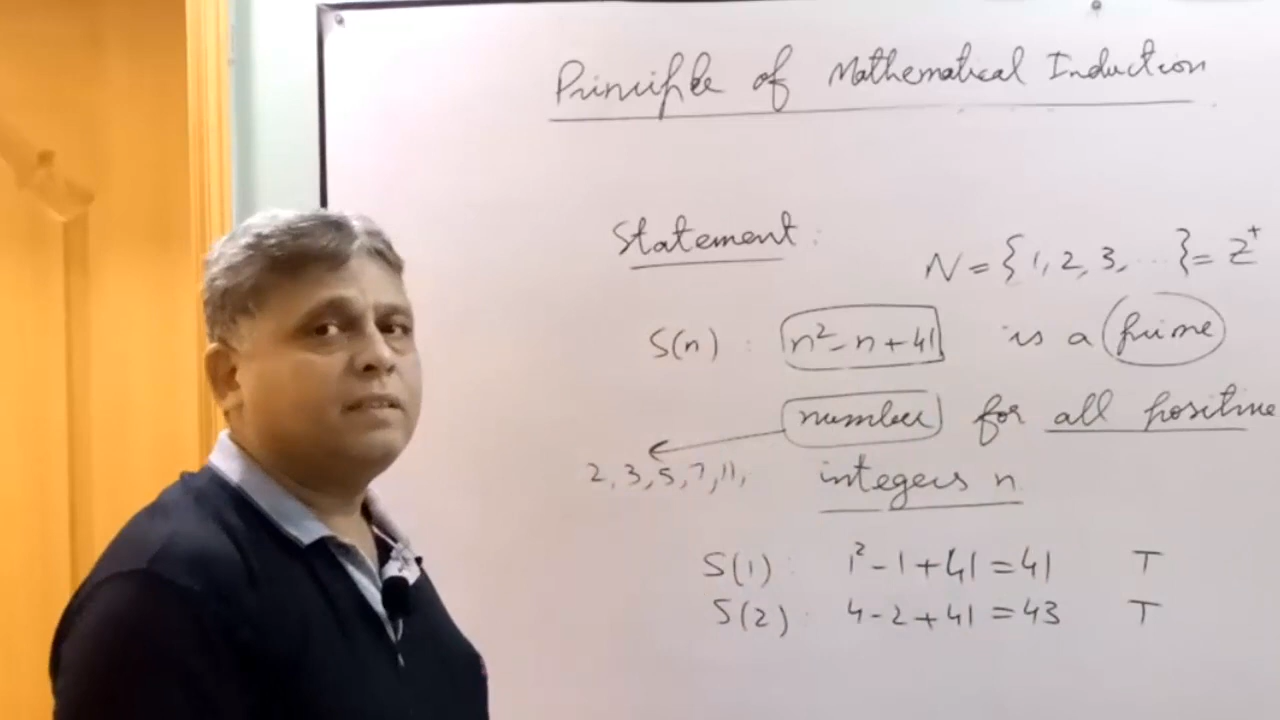 Principle of Mathematical Induction
Statement:
N = {1, 2, 3, ...} = Z⁺
S(n) : n² - n + 41 is a prime
number for all positive
2, 3, 5, 7, 11, integers n
S(1) : 1² - 1 + 41 = 41 T
S(2) : 4 - 2 + 41 = 43 T